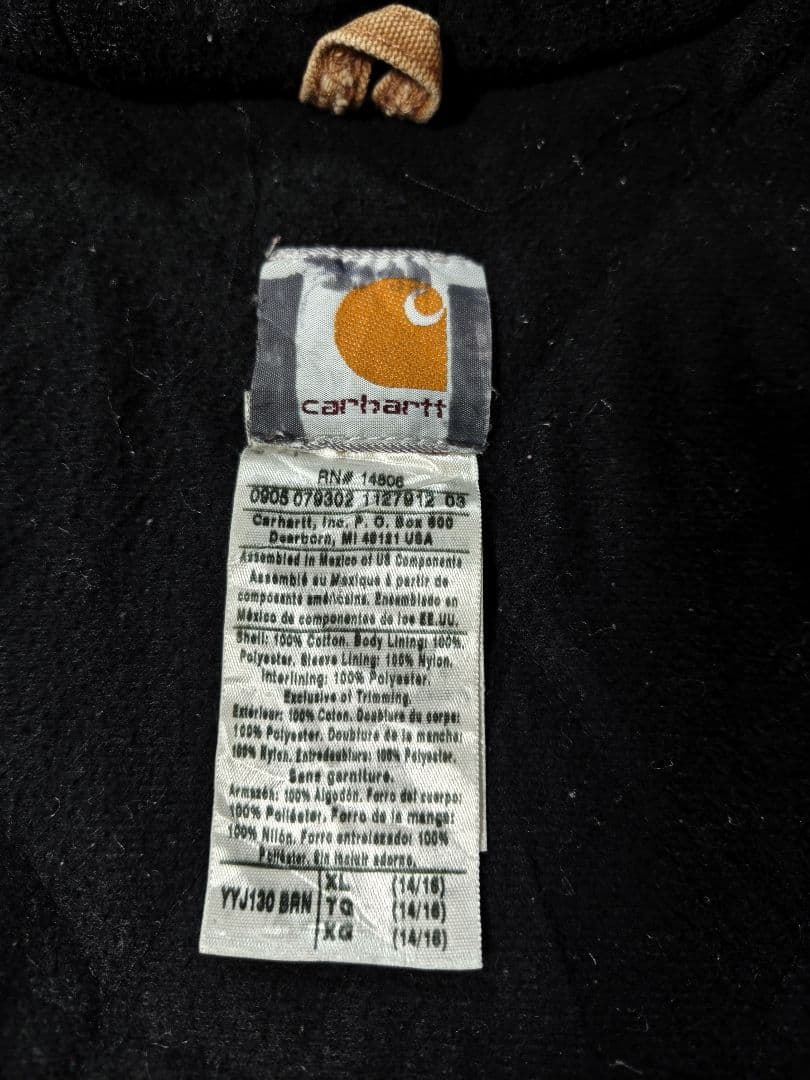 carhartt
RN# 14806
0905 079302 1127912 03
Carhartt, Inc. P. O. Box 600
Dearborn, MI 48121 USA
Assembled in Mexico of US Components
Assemblé au Mexique à partir de
composants américains. Ensemblado en
México de componentes de los EE.UU.
Shell: 100% Cotton. Body Lining: 100%
Polyester. Sleeve Lining: 100% Nylon.
Interlining: 100% Polyester.
Exclusive of Trimming.
Extérieur: 100% Coton. Doublure du corps:
100% Polyester. Doublure de la manche:
100% Nylon. Entredoublure: 100% Polyester.
Sans garniture.
Armazón: 100% Algodón. Forro del cuerpo:
100% Poliéster. Forro de la manga:
100% Nilón. Forro entrelazado: 100%
Poliéster. Sin incluir adorno.
YYJ130 BRN
XL (14/16)
TG (14/16)
XG (14/16)